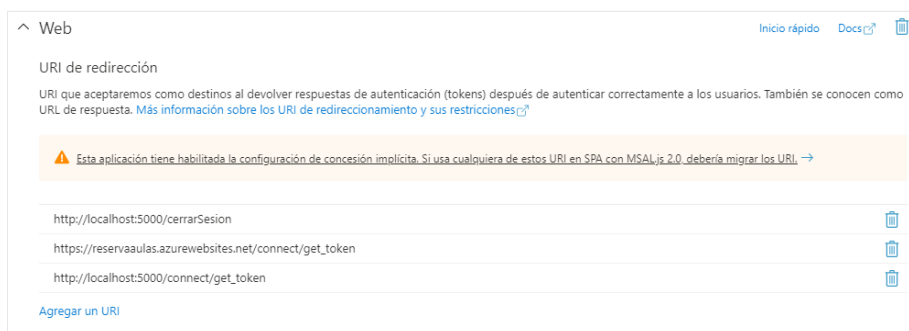 Web
Inicio rápido Docs
URI de redirección
URI que aceptaremos como destinos al devolver respuestas de autenticación (tokens) después de autenticar correctamente a los usuarios. También se conocen como
URL de respuesta. Más información sobre los URI de redireccionamiento y sus restricciones
Esta aplicación tiene habilitada la configuración de concesión implícita. Si usa cualquiera de estos URI en SPA con MSAL.js 2.0, debería migrar los URI. →
http://localhost:5000/cerrarSesion
https://reservaaulas.azurewebsites.net/connect/get_token
http://localhost:5000/connect/get_token
Agregar un URI